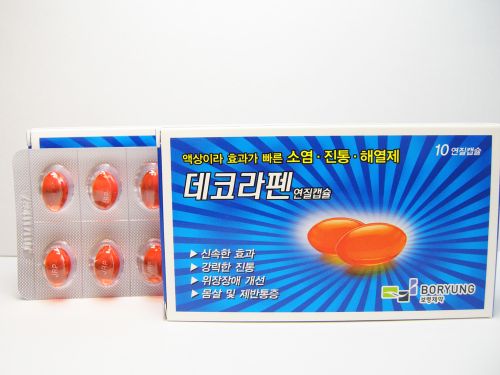 액상이라 효과가 빠른 소염·진통·해열제
10 연질캡슐
데코라펜 연질캡슐
▶ 신속한 효과
▶ 강력한 진통
▶ 위장장애 개선
▶ 몸살 및 제반통증
BORYUNG
보령제약